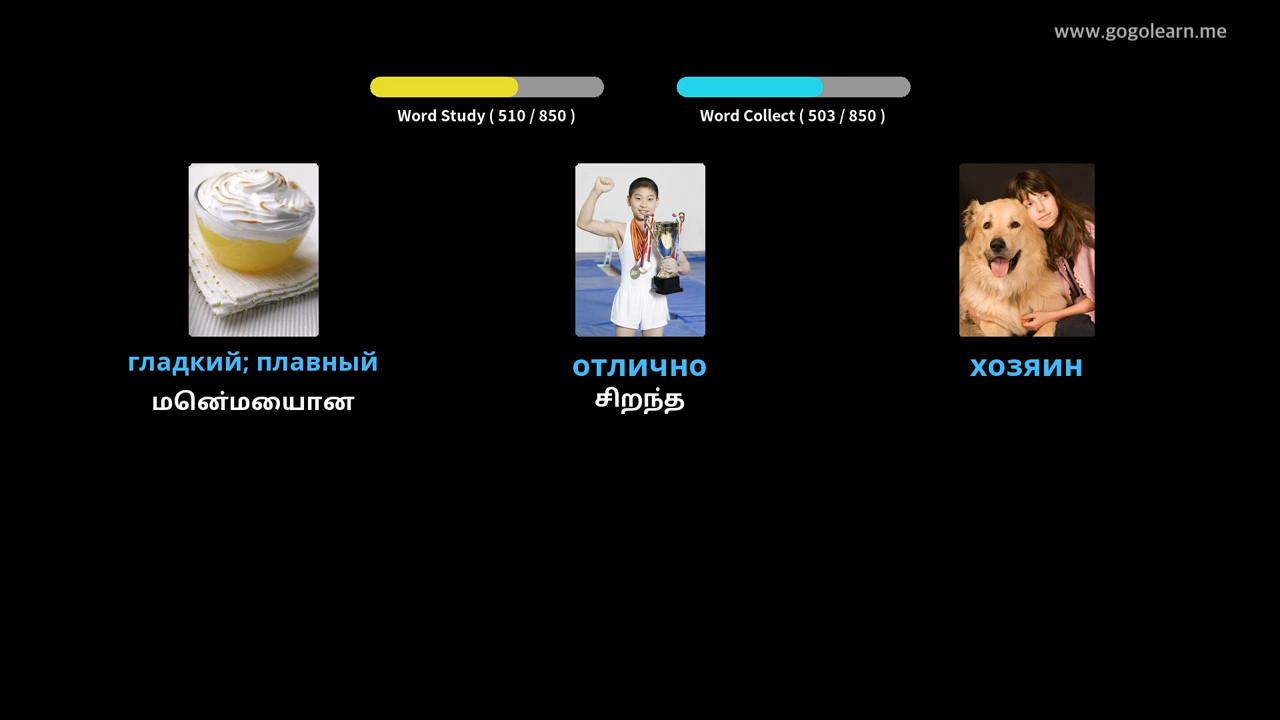 www.gogolearn.me
Word Study ( 510 / 850 )
Word Collect ( 503 / 850 )
гладкий; плавный
மென்மையான
отлично
சிறந்த
хозяин